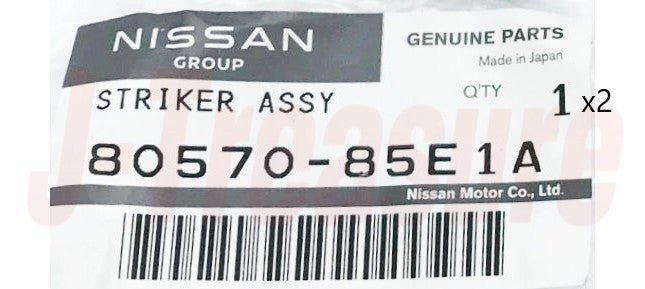 NISSAN
GROUP
GENUINE PARTS
Made in Japan
STRIKER ASSY
Q'TY 1 x2
80570-85E1A
Nissan Motor Co., Ltd.
J-Treasure